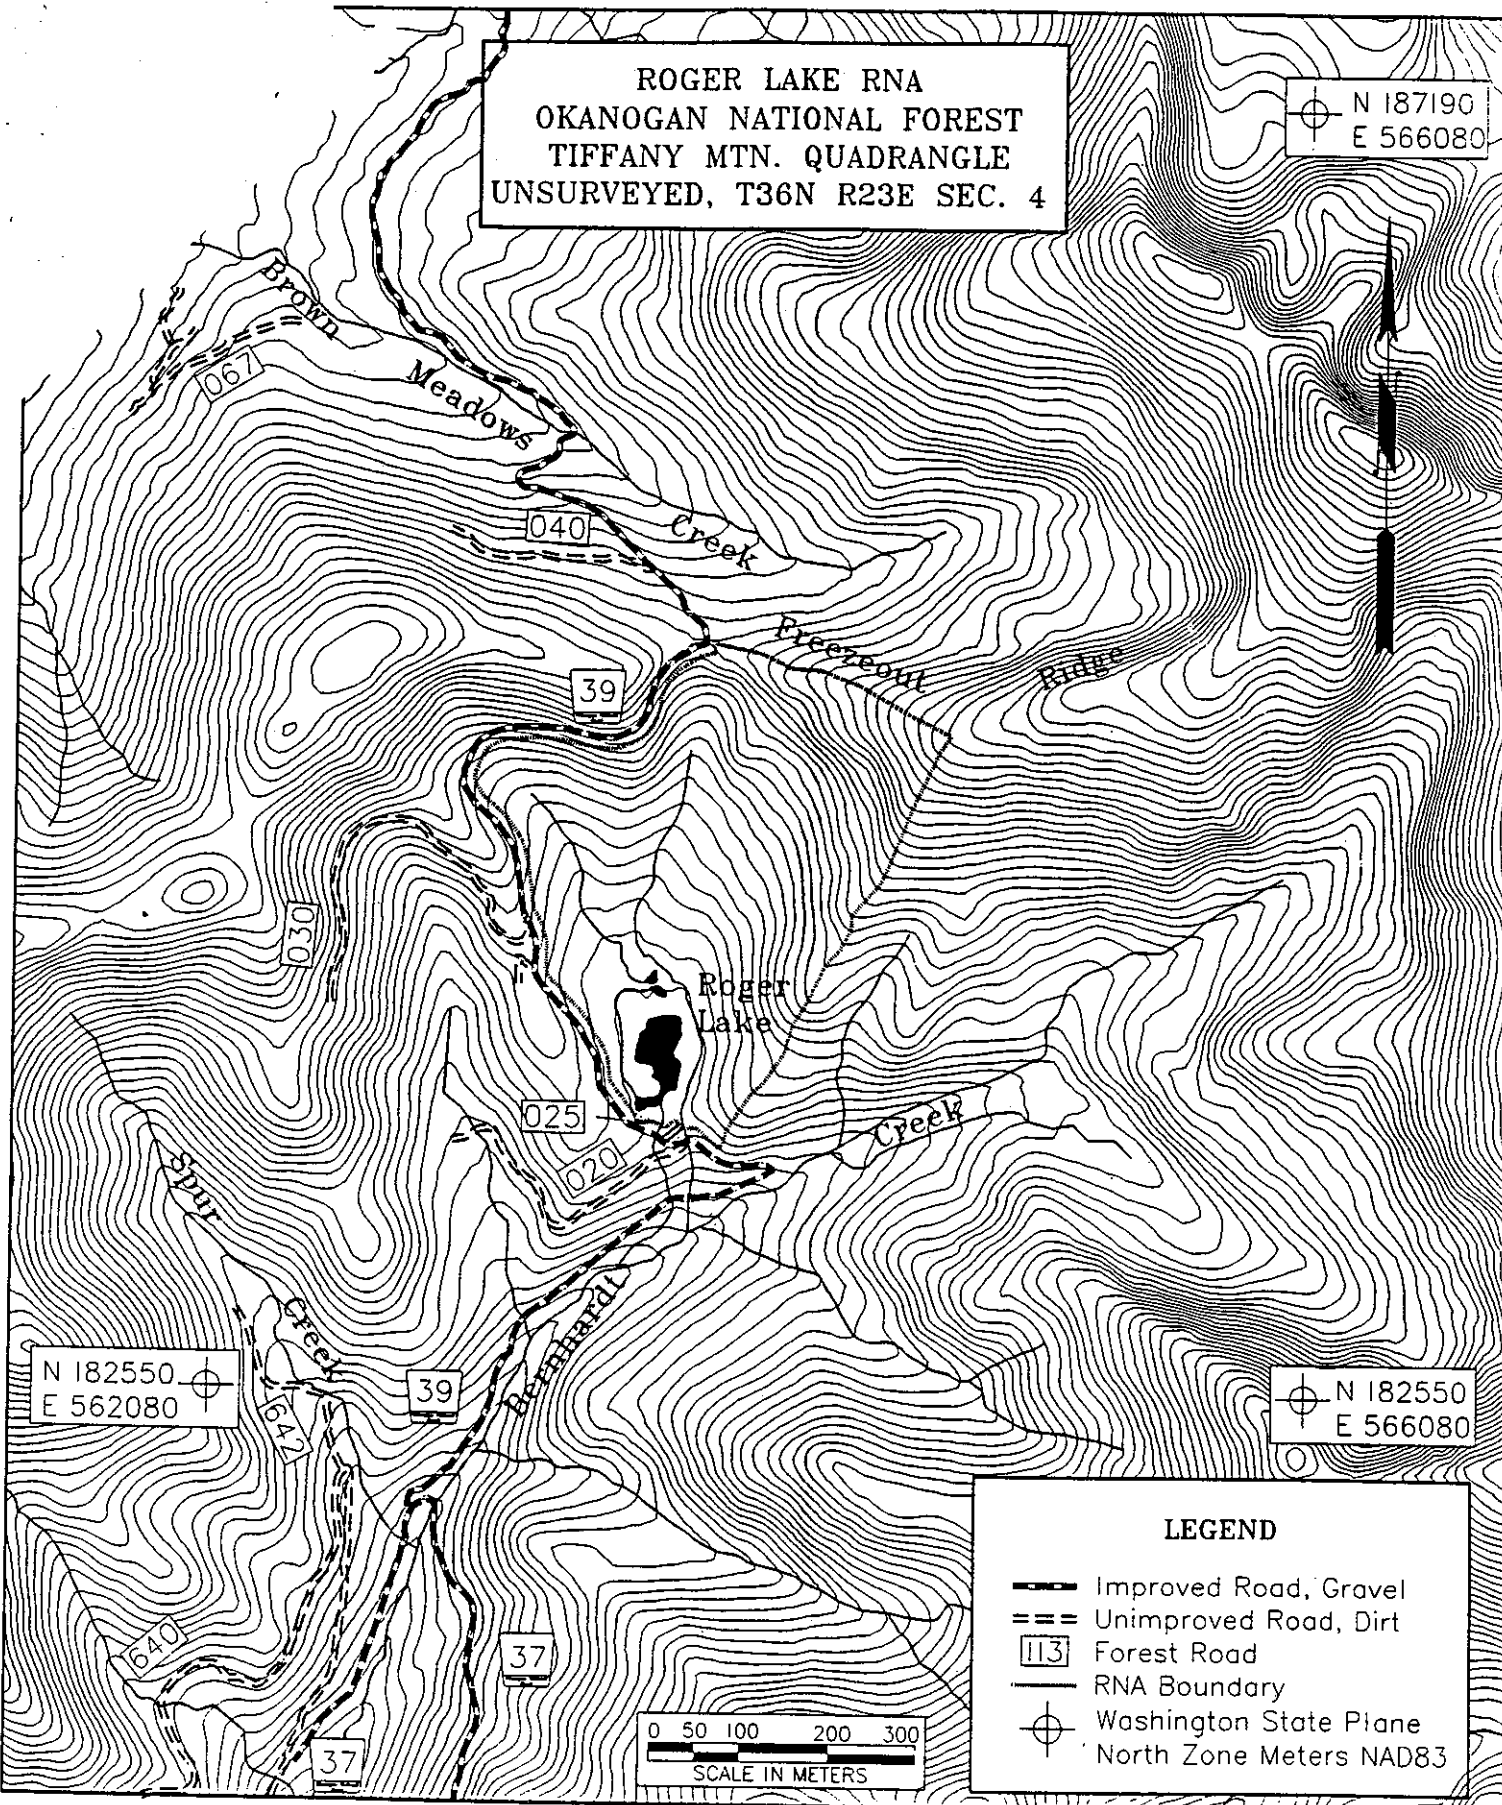 ROGER LAKE RNA
OKANOGAN NATIONAL FOREST
TIFFANY MTN. QUADRANGLE
UNSURVEYED, T36N R23E SEC. 4
N 187190
E 566080
Brown
067
Meadows
040
Creek
Freezeout
Ridge
39
030
Roger
Lake
025
Creek
020
Spur
Creek
Bernhardt
N 182550
E 562080
39
642
N 182550
E 566080
640
37
37
0 50 100 200 300
SCALE IN METERS
LEGEND
Improved Road, Gravel
Unimproved Road, Dirt
113 Forest Road
RNA Boundary
Washington State Plane
North Zone Meters NAD83